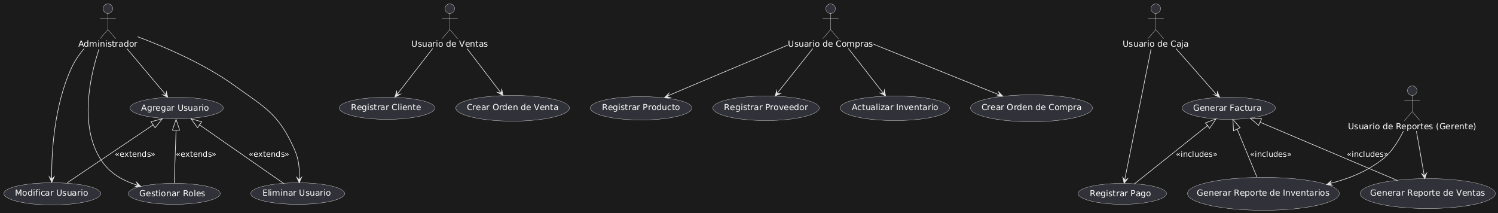 Administrador
Usuario de Ventas
Usuario de Compras
Usuario de Caja
Agregar Usuario
Registrar Cliente
Crear Orden de Venta
Registrar Producto
Registrar Proveedor
Actualizar Inventario
Crear Orden de Compra
Generar Factura
Usuario de Reportes (Gerente)
«extends»
«extends»
«extends»
«includes»
«includes»
«includes»
Modificar Usuario
Gestionar Roles
Eliminar Usuario
Registrar Pago
Generar Reporte de Inventarios
Generar Reporte de Ventas